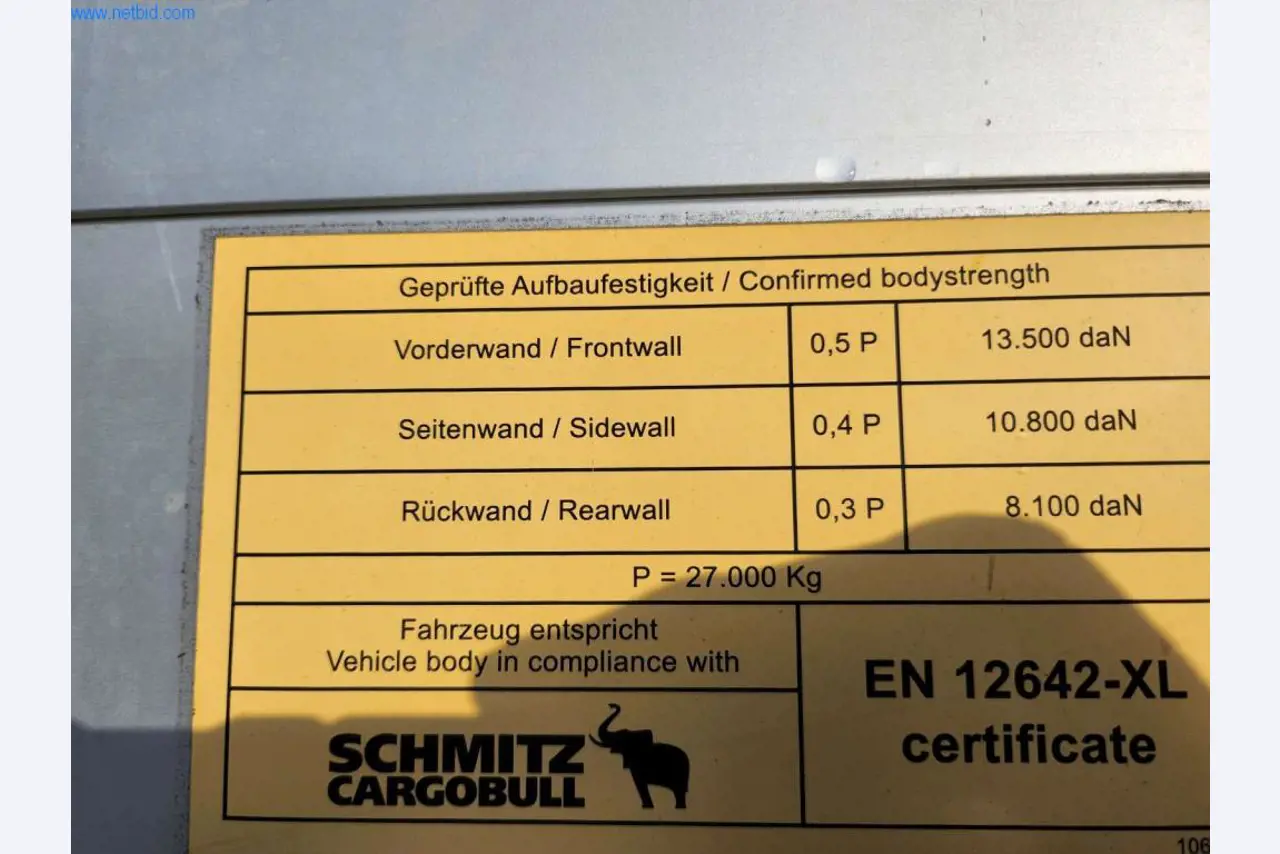 www.netbid.com
Geprüfte Aufbaufestigkeit / Confirmed bodystrength
Vorderwand / Frontwall 0,5 P 13.500 daN
Seitenwand / Sidewall 0,4 P 10.800 daN
Rückwand / Rearwall 0,3 P 8.100 daN
P = 27.000 Kg
Fahrzeug entspricht
Vehicle body in compliance with
EN 12642-XL
certificate
SCHMITZ
CARGOBULL
106